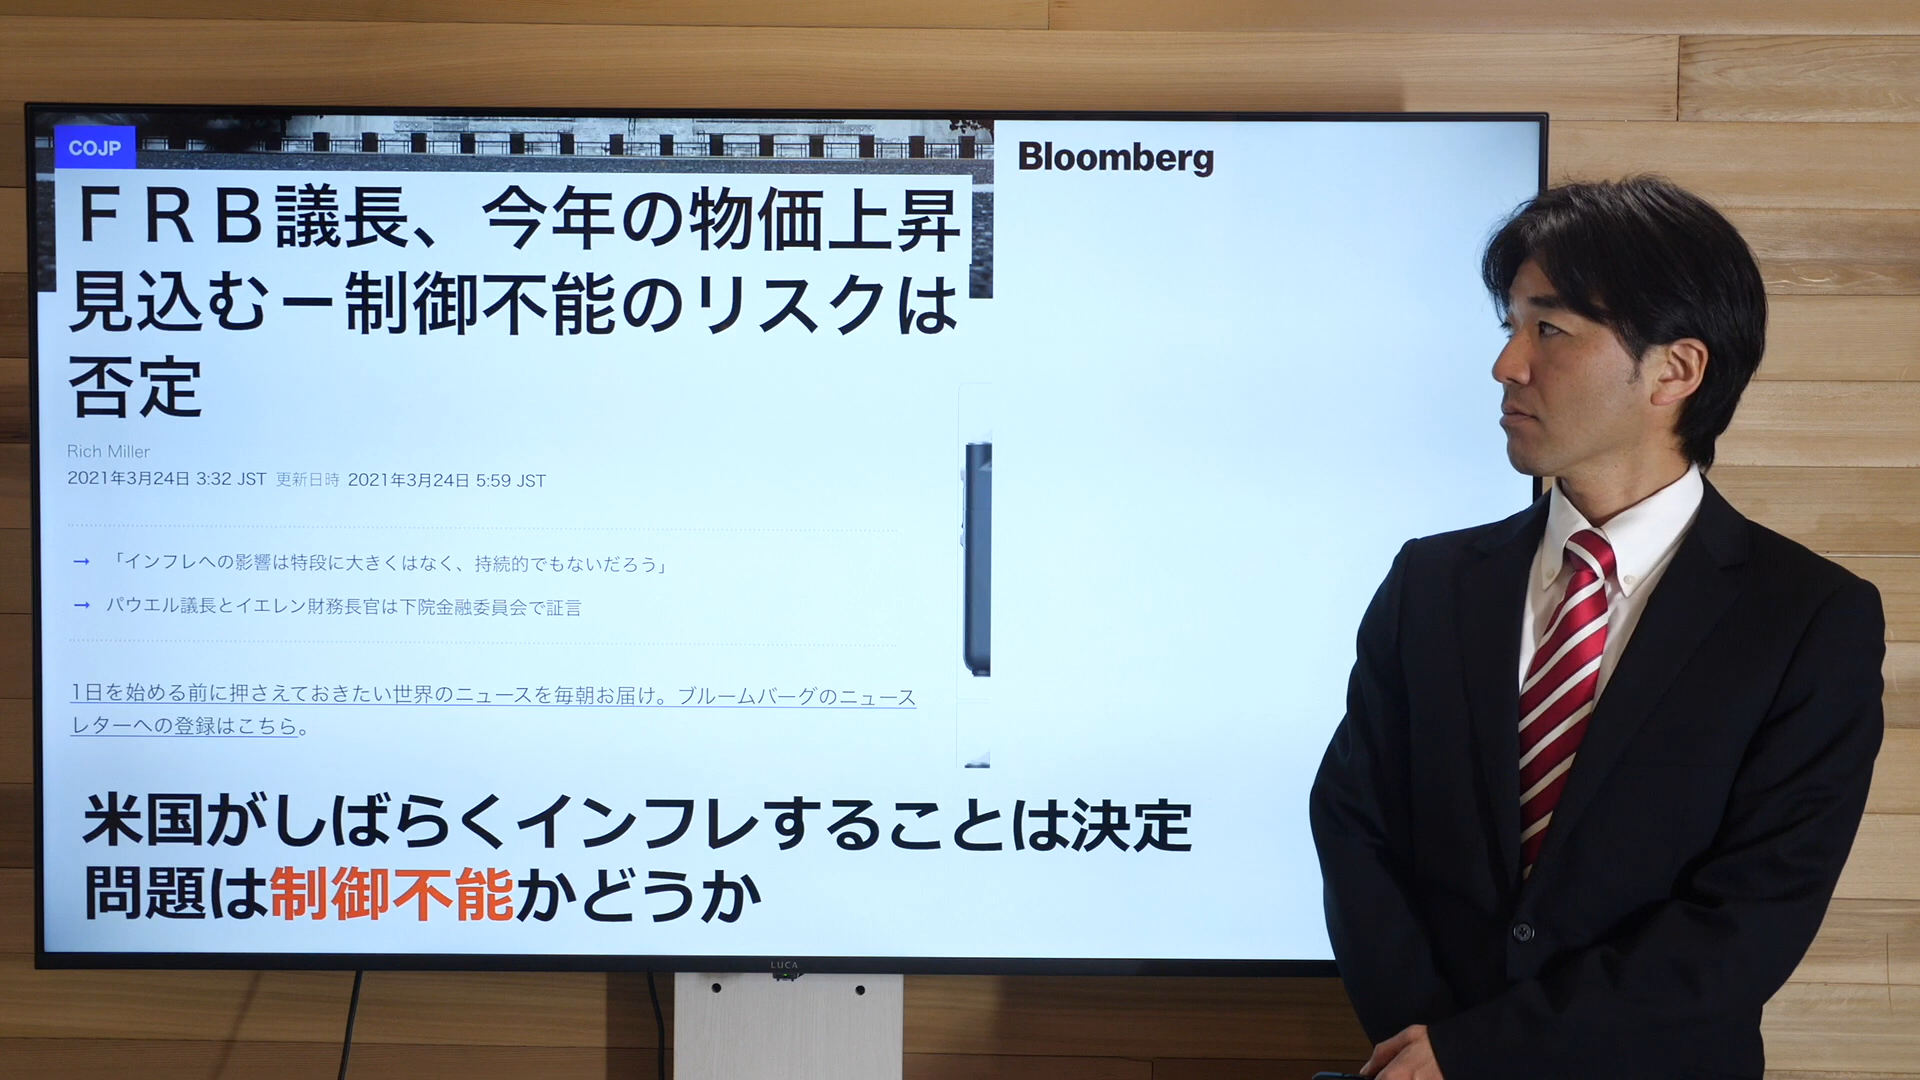 COJP
Bloomberg
ＦＲＢ議長、今年の物価上昇
見込む－制御不能のリスクは
否定
Rich Miller
2021年3月24日 3:32 JST 更新日時 2021年3月24日 5:59 JST
→ 「インフレへの影響は特段に大きくはなく、持続的でもないだろう」
→ パウエル議長とイエレン財務長官は下院金融委員会で証言
1日を始める前に押さえておきたい世界のニュースを毎朝お届け。ブルームバーグのニュース
レターへの登録はこちら。
米国がしばらくインフレすることは決定
問題は制御不能かどうか
LUCA